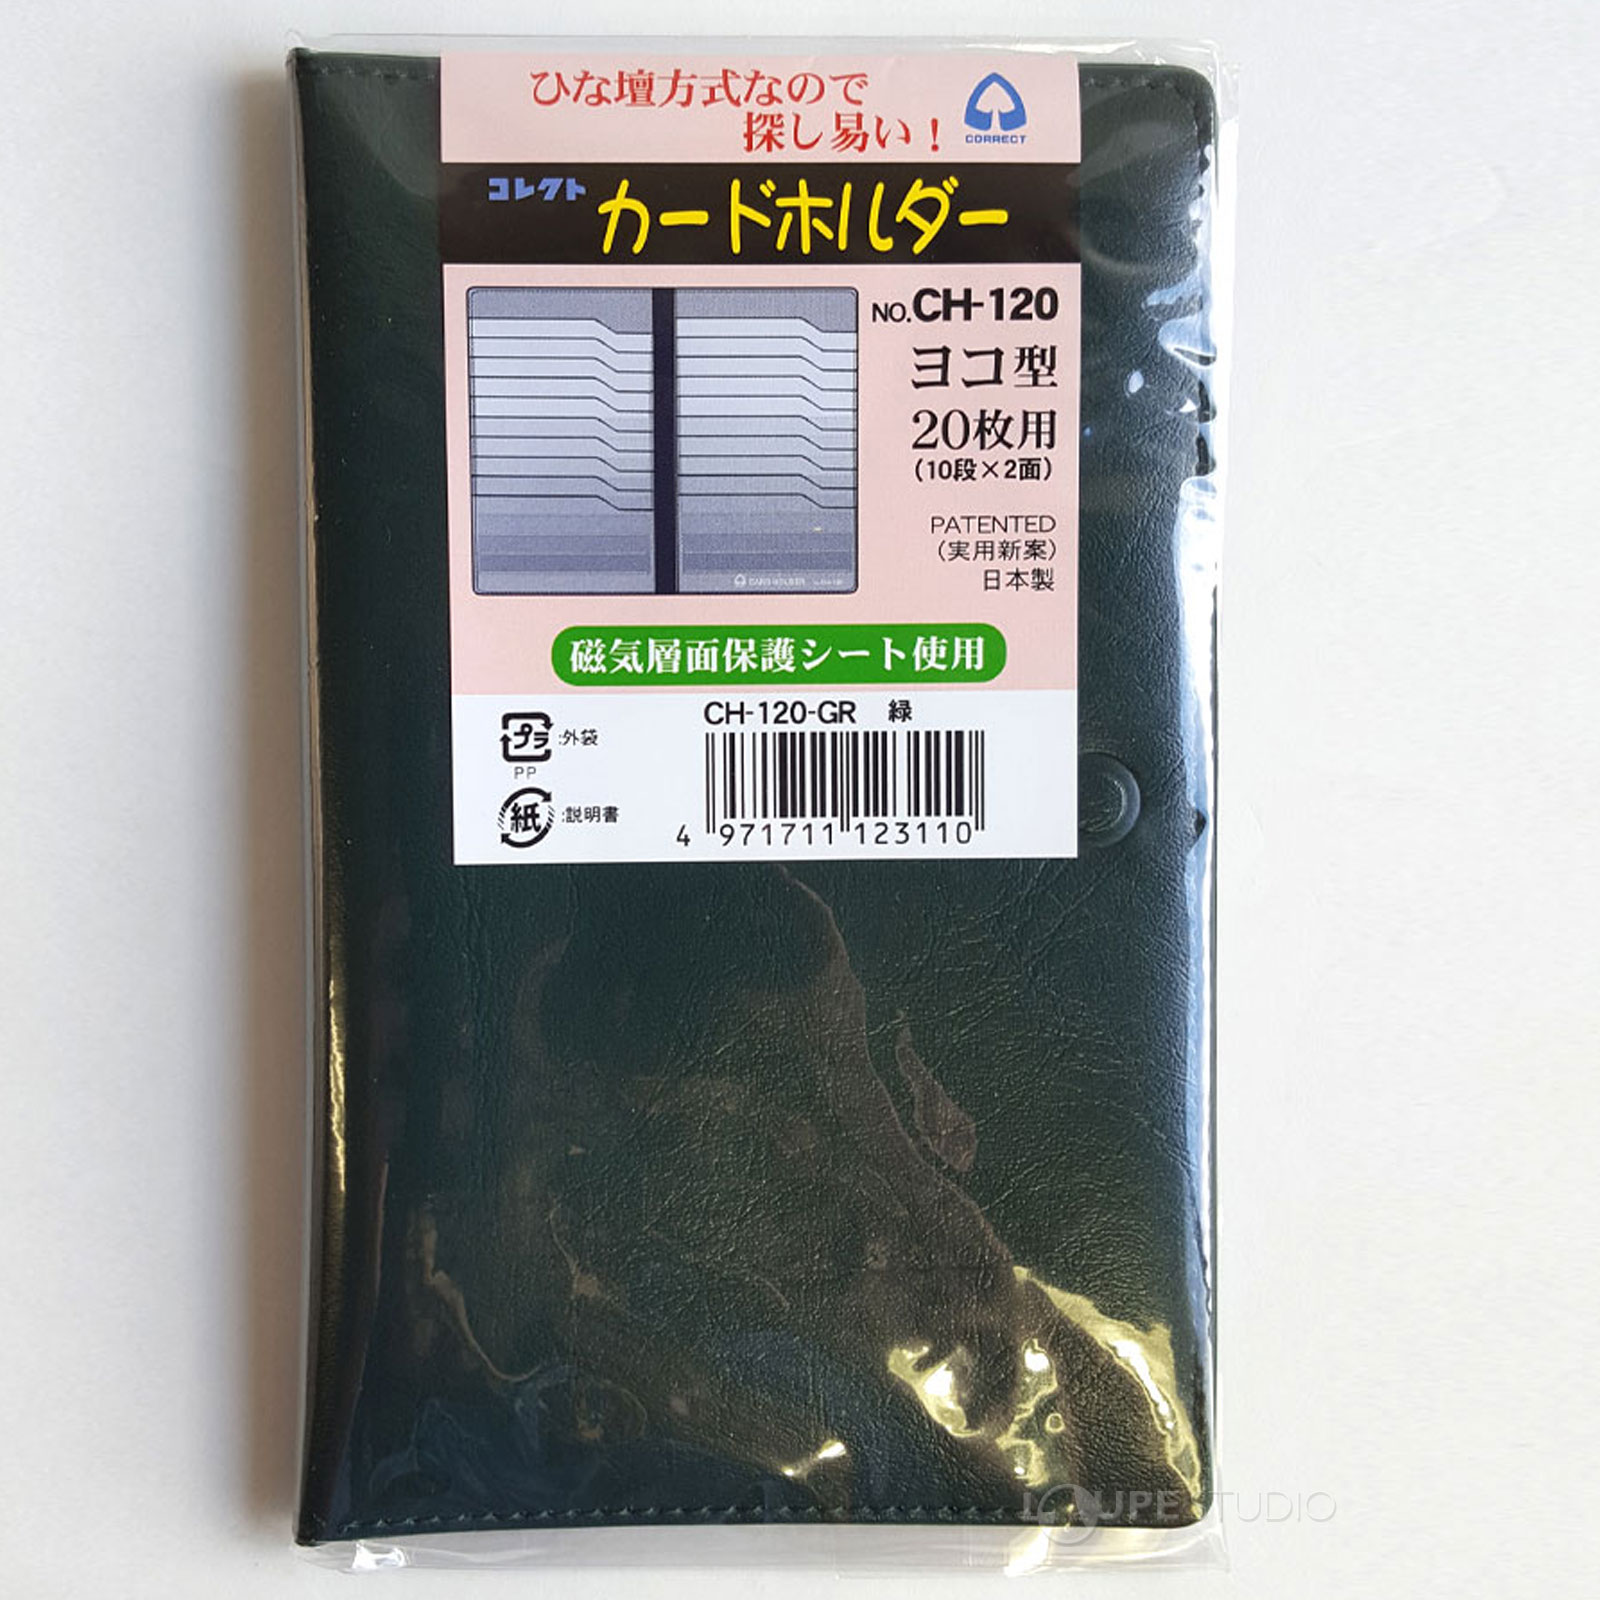 ひな壇方式なので
探し易い！
CORRECT
コレクト カードホルダー
NO.CH-120
ヨコ型
20枚用
（10段×2面）
PATENTED
（実用新案）
日本製
CARD HOLDER
磁気層面保護シート使用
CH-120-GR 緑
プラ :外袋
PP
紙 :説明書
4 971711 123110
LOUPE STUDIO